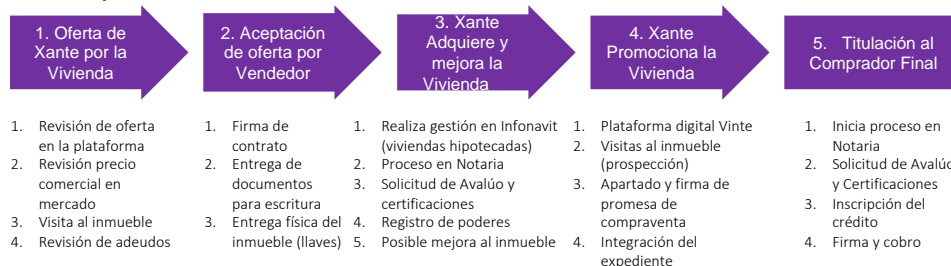 1. Oferta de
Xante por la
Vivienda
2. Aceptación
de oferta por
Vendedor
3. Xante
Adquiere y
mejora la
Vivienda
4. Xante
Promociona la
Vivienda
5. Titulación al
Comprador Final
1. Revisión de oferta
en la plataforma
2. Revisión precio
comercial en
mercado
3. Visita al inmueble
4. Revisión de adeudos
1. Firma de
contrato
2. Entrega de
documentos
para escritura
3. Entrega física del
inmueble (llaves)
1. Realiza gestión en Infonavit
(viviendas hipotecadas)
2. Proceso en Notaria
3. Solicitud de Avalúo y
certificaciones
4. Registro de poderes
5. Posible mejora al inmueble
1. Plataforma digital Vinte
2. Visitas al inmueble
(prospección)
3. Apartado y firma de
promesa de
compraventa
4. Integración del
expediente
1. Inicia proceso en
Notaria
2. Solicitud de Avalúo
y Certificaciones
3. Inscripción del
crédito
4. Firma y cobro